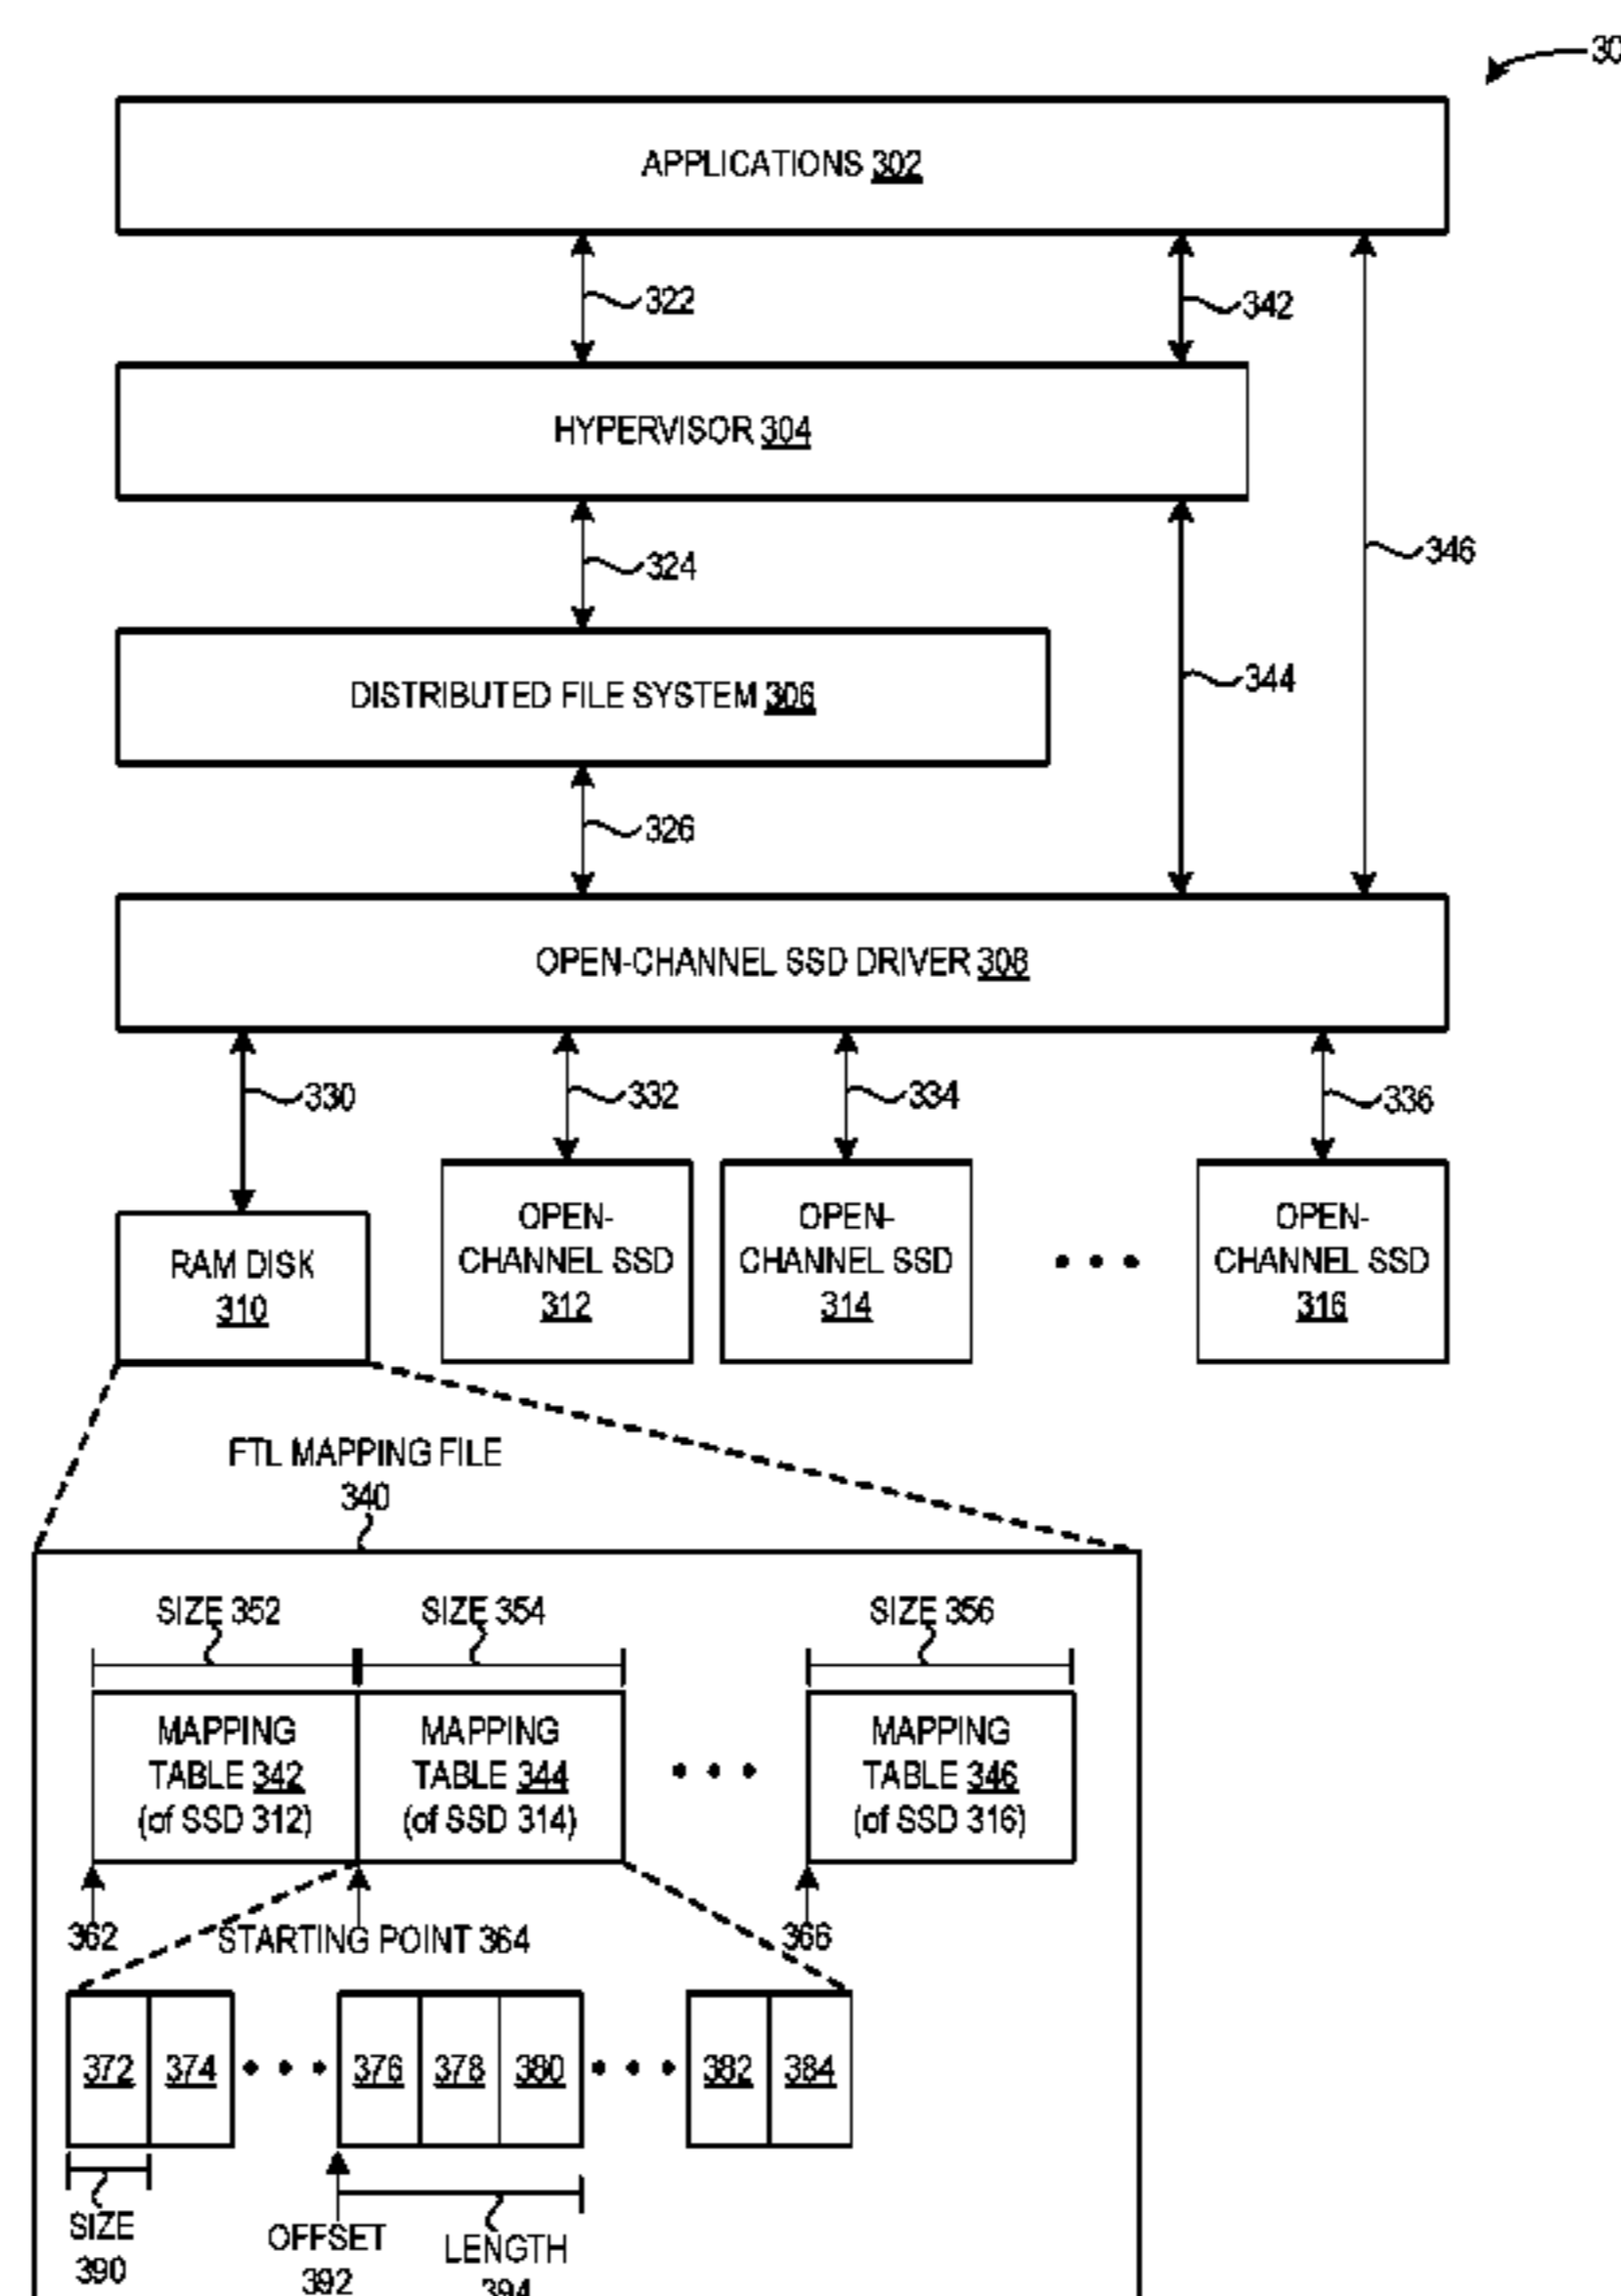 30
APPLICATIONS 302
322
342
HYPERVISOR 304
324
346
344
DISTRIBUTED FILE SYSTEM 306
326
OPEN-CHANNEL SSD DRIVER 308
330
332
334
336
RAM DISK
310
OPEN-
CHANNEL SSD
312
OPEN-
CHANNEL SSD
314
OPEN-
CHANNEL SSD
316
FTL MAPPING FILE
340
SIZE 352
SIZE 354
SIZE 356
MAPPING
TABLE 342
(of SSD 312)
MAPPING
TABLE 344
(of SSD 314)
MAPPING
TABLE 346
(of SSD 316)
362
STARTING POINT 364
366
372
374
376
378
380
382
384
SIZE
390
OFFSET
392
LENGTH
394